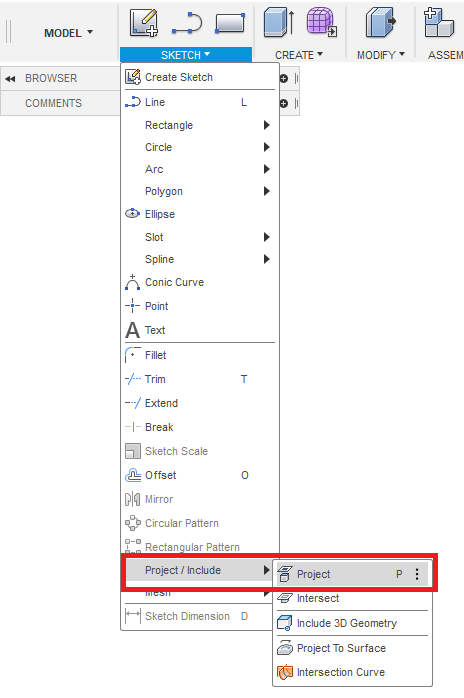 MODEL
SKETCH
CREATE
MODIFY
ASSEM
BROWSER
COMMENTS
Create Sketch
Line L
Rectangle
Circle
Arc
Polygon
Ellipse
Slot
Spline
Conic Curve
Point
Text
Fillet
Trim T
Extend
Break
Sketch Scale
Offset O
Mirror
Circular Pattern
Rectangular Pattern
Project / Include
Mesh
Sketch Dimension D
Project P
Intersect
Include 3D Geometry
Project To Surface
Intersection Curve